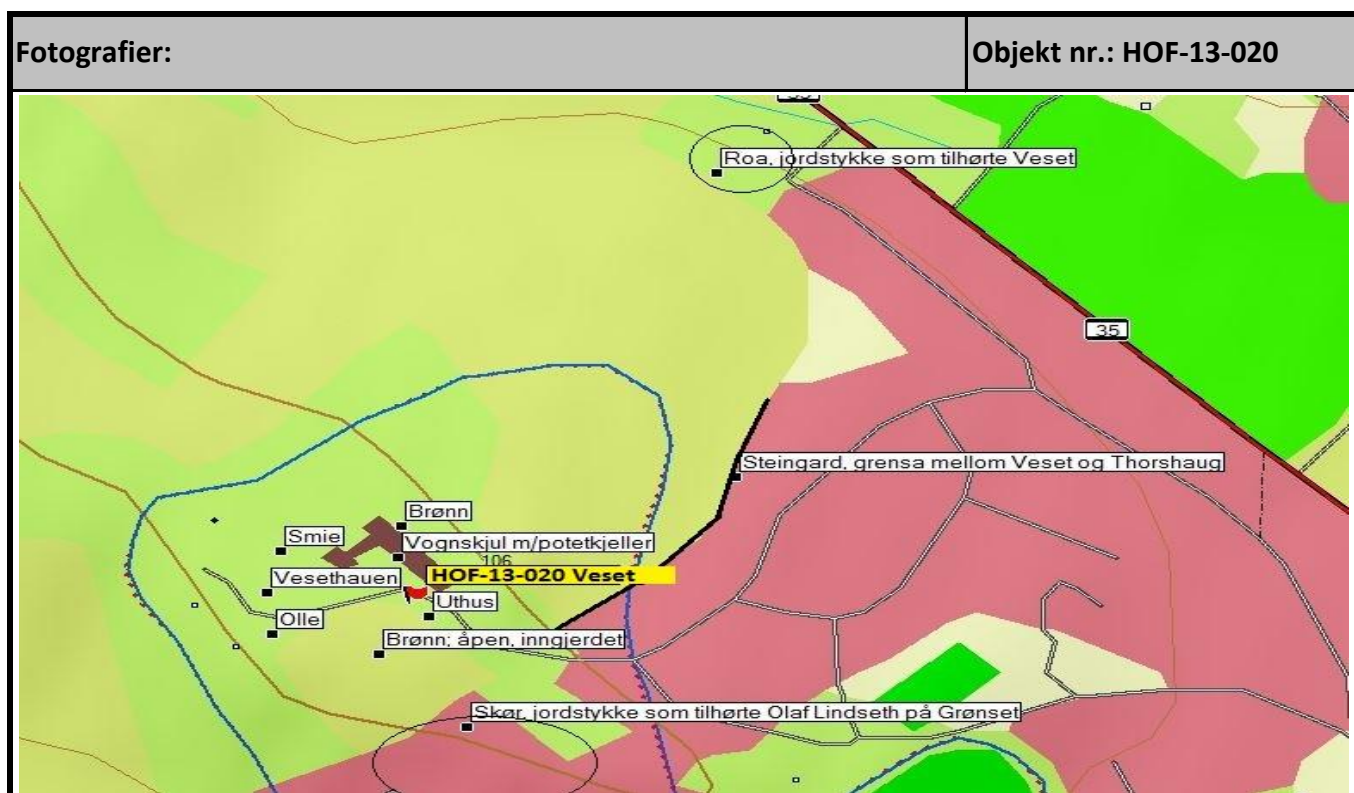 Fotografier:
Objekt nr.: HOF-13-020
Roa, jordstykke som tilhørte Veset
35
Steingard, grensa mellom Veset og Thorshaug
Brønn
Smie
Vognskjul m/potetkjeller
106
HOF-13-020 Veset
Vesethauen
Uthus
Olle
Brønn; åpen, inngjerdet
Skør, jordstykke som tilhørte Olaf Lindseth på Grønset